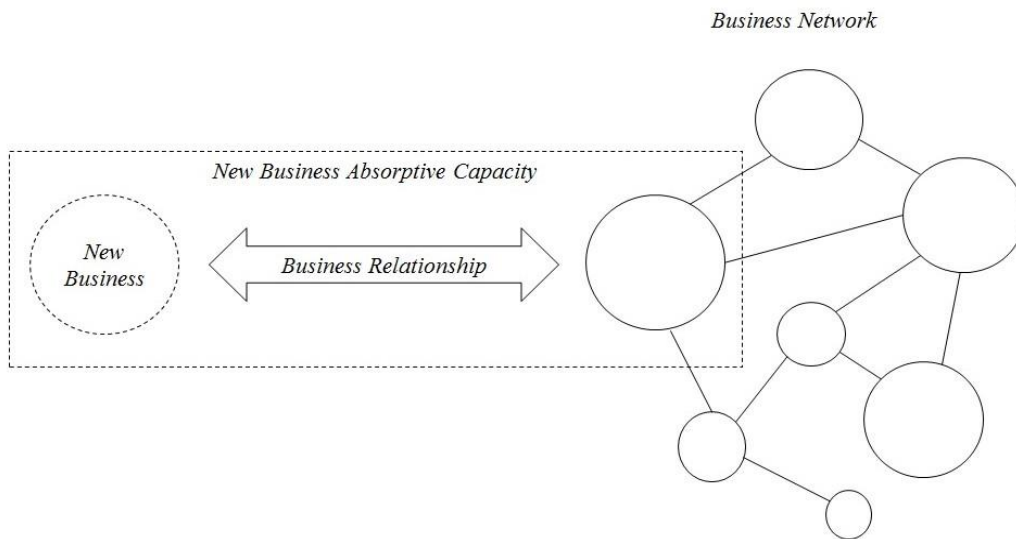 Business Network
New Business Absorptive Capacity
New
Business
Business Relationship